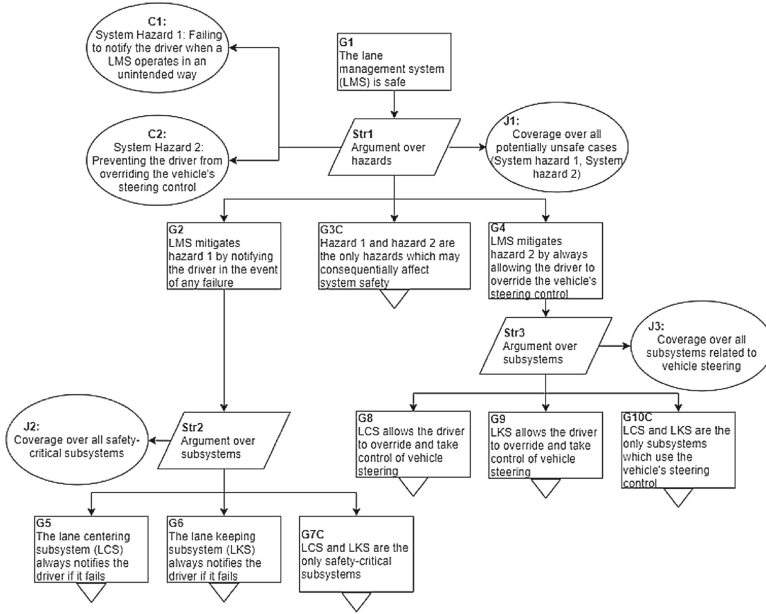 C1:
System Hazard 1: Failing
to notify the driver when a
LMS operates in an
unintended way
G1
The lane
management system
(LMS) is safe
C2:
System Hazard 2:
Preventing the driver from
overriding the vehicle's
steering control
Str1
Argument over
hazards
J1:
Coverage over all
potentially unsafe cases
(System hazard 1, System
hazard 2)
G2
LMS mitigates
hazard 1 by notifying
the driver in the event
of any failure
G3C
Hazard 1 and hazard 2 are
the only hazards which may
consequentially affect
system safety
G4
LMS mitigates
hazard 2 by always
allowing the driver to
override the vehicle's
steering control
Str3
Argument over
subsystems
J3:
Coverage over all
subsystems related to
vehicle steering
J2:
Coverage over all safety-
critical subsystems
Str2
Argument over
subsystems
G8
LCS allows the driver
to override and take
control of vehicle
steering
G9
LKS allows the driver
to override and take
control of vehicle
steering
G10C
LCS and LKS are the
only subsystems
which use the
vehicle's steering
control
G5
The lane centering
subsystem (LCS)
always notifies the
driver if it fails
G6
The lane keeping
subsystem (LKS)
always notifies the
driver if it fails
G7C
LCS and LKS are the
only safety-critical
subsystems